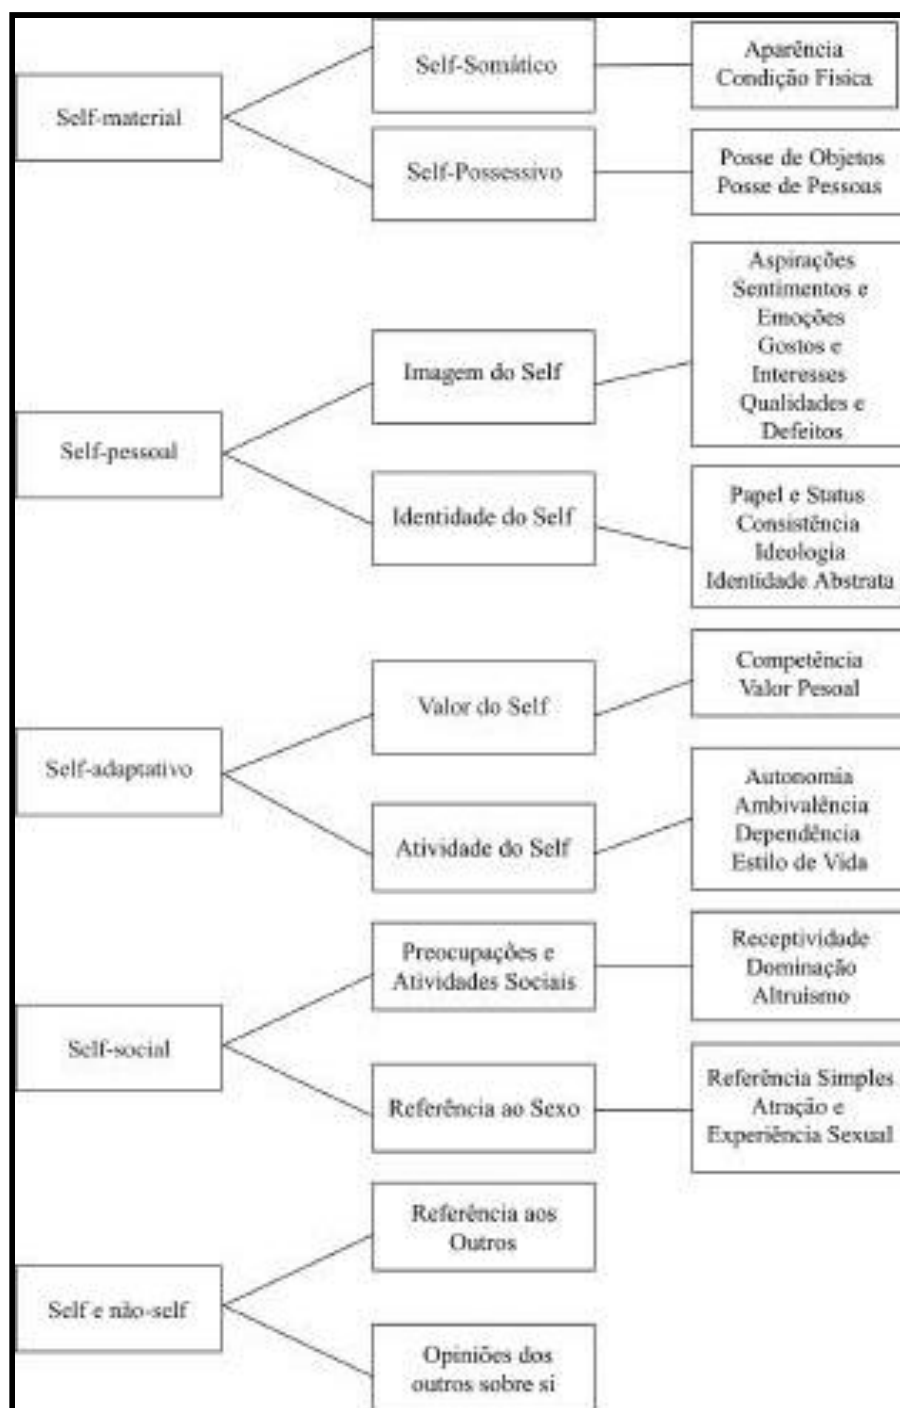 Self-material
Self-Somático
Aparência
Condição Física
Self-Possessivo
Posse de Objetos
Posse de Pessoas
Self-pessoal
Imagem do Self
Aspirações
Sentimentos e
Emoções
Gostos e
Interesses
Qualidades e
Defeitos
Identidade do Self
Papel e Status
Consistência
Ideologia
Identidade Abstrata
Self-adaptativo
Valor do Self
Competência
Valor Pesoal
Atividade do Self
Autonomia
Ambivalência
Dependência
Estilo de Vida
Self-social
Preocupações e
Atividades Sociais
Receptividade
Dominação
Altruismo
Referência ao Sexo
Referência Simples
Atração e
Experiência Sexual
Self e não-self
Referência aos
Outros
Opiniões dos
outros sobre si